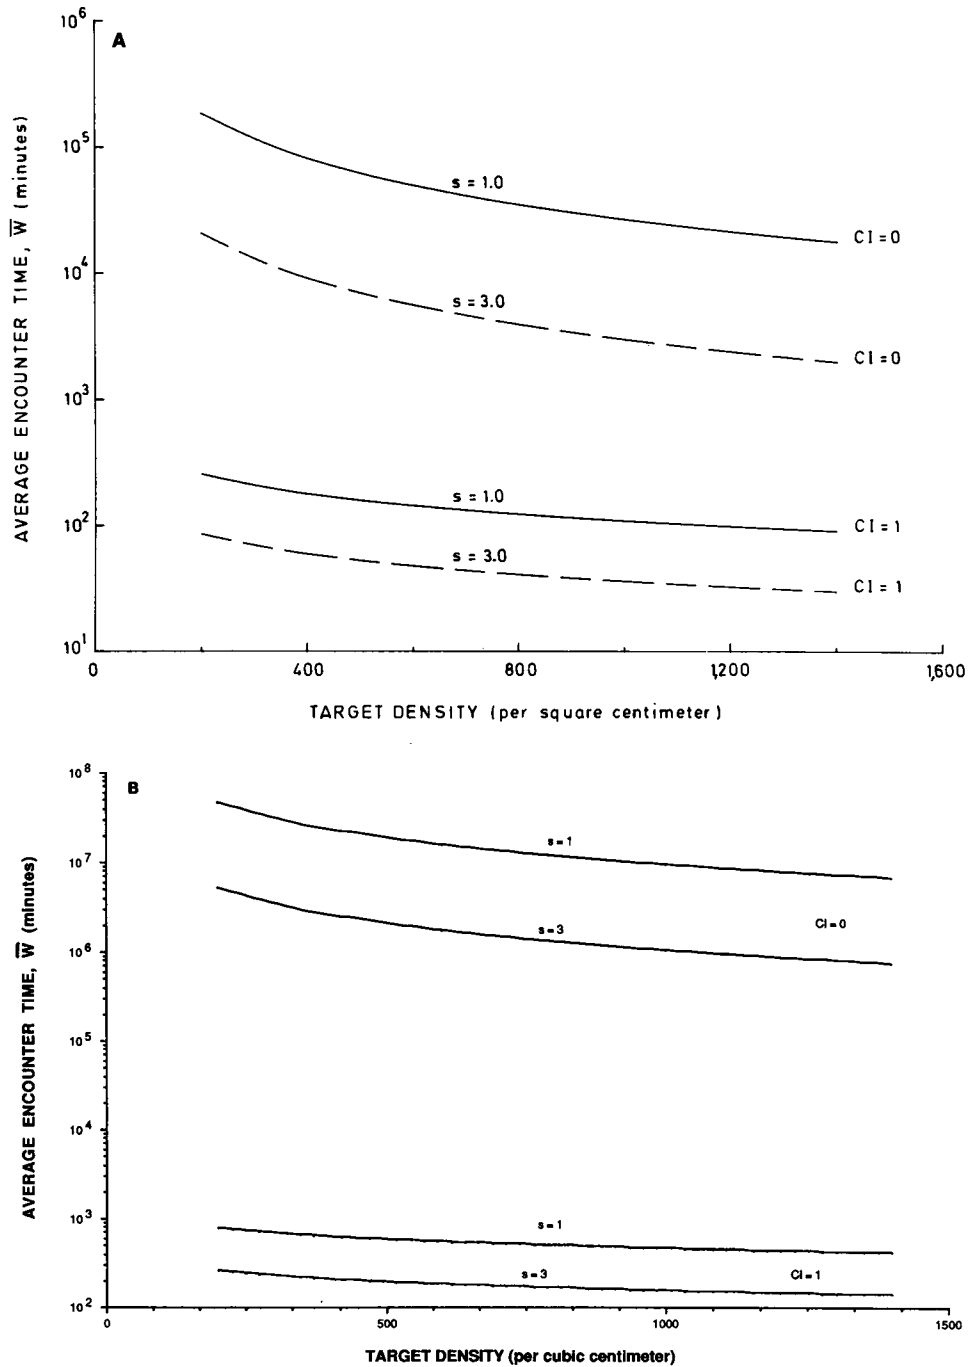 A
10^6
10^5
10^4
10^3
10^2
10^1
AVERAGE ENCOUNTER TIME, W̅ (minutes)
s = 1.0
CI = 0
s = 3.0
CI = 0
s = 1.0
CI = 1
s = 3.0
CI = 1
0 400 800 1,200 1,600
TARGET DENSITY (per square centimeter)
B
10^8
10^7
10^6
10^5
10^4
10^3
10^2
AVERAGE ENCOUNTER TIME, W̅ (minutes)
s = 1
s = 3
CI = 0
s = 1
s = 3
CI = 1
0 500 1000 1500
TARGET DENSITY (per cubic centimeter)